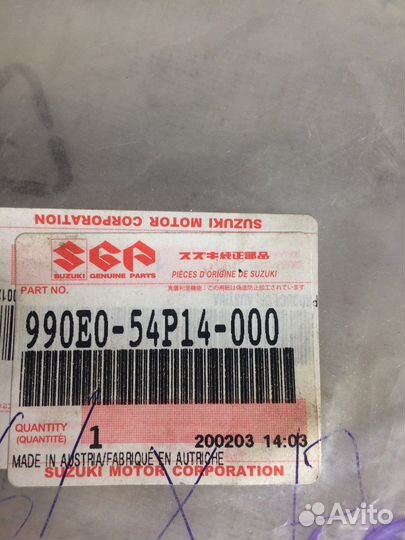 SUZUKI MOTOR CORPORATION
SGP
SUZUKI GENUINE PARTS
スズキ純正部品
PIÈCES D'ORIGINE DE SUZUKI
PART NO.
990E0-54P14-000
QUANTITY
(QUANTITÉ)
1
200203 14:03
MADE IN AUSTRIA/FABRIQUÉ EN AUTRICHE
SUZUKI MOTOR CORPORATION
Avito